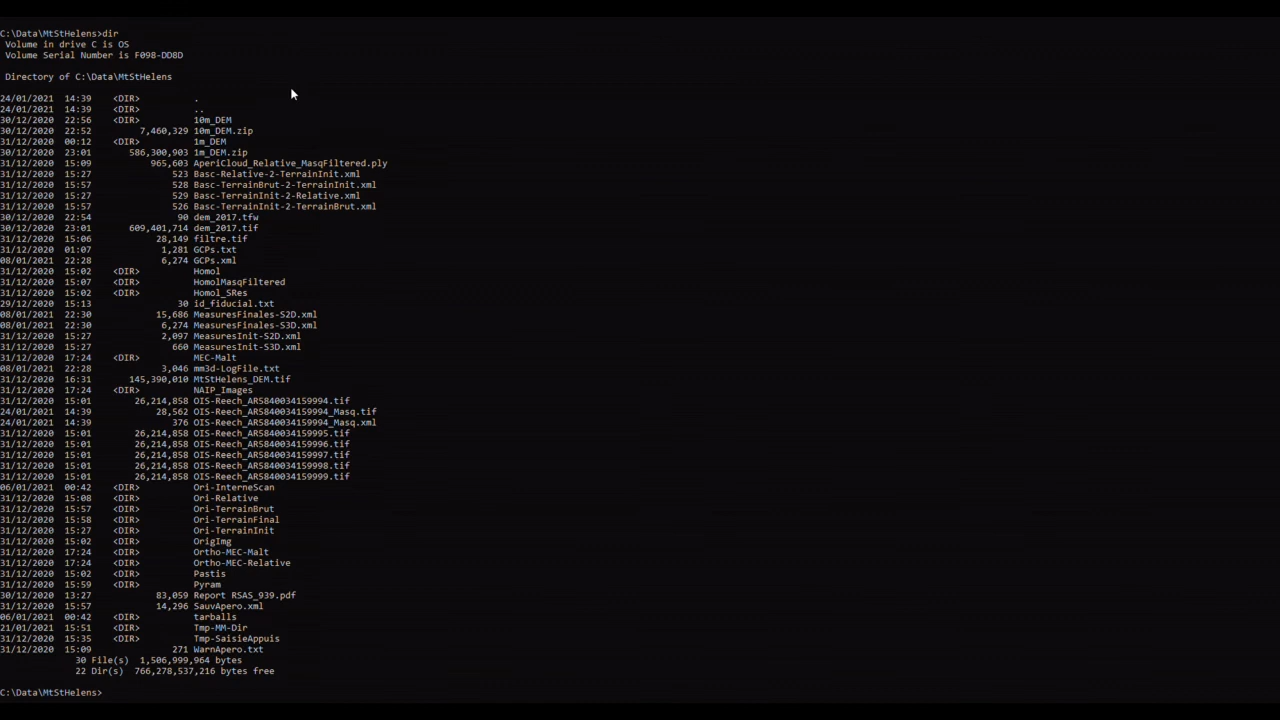 C:\Data\MtStHelens>dir
 Volume in drive C is OS
 Volume Serial Number is F098-DD8D

 Directory of C:\Data\MtStHelens

24/01/2021  14:39    <DIR>          .
24/01/2021  14:39    <DIR>          ..
30/12/2020  22:56    <DIR>          10m_DEM
30/12/2020  22:52         7,460,329 10m_DEM.zip
31/12/2020  00:12    <DIR>          1m_DEM
30/12/2020  23:01       586,300,903 1m_DEM.zip
31/12/2020  15:09           965,603 AperiCloud_Relative_MasqFiltered.ply
31/12/2020  15:27               523 Basc-Relative-2-TerrainInit.xml
31/12/2020  15:57               528 Basc-TerrainBrut-2-TerrainInit.xml
31/12/2020  15:27               529 Basc-TerrainInit-2-Relative.xml
31/12/2020  15:57               526 Basc-TerrainInit-2-TerrainBrut.xml
30/12/2020  22:54                90 dem_2017.tfw
30/12/2020  23:01       609,401,714 dem_2017.tif
31/12/2020  15:06            28,149 filtre.tif
31/12/2020  01:07             1,281 GCPs.txt
08/01/2021  22:28             6,274 GCPs.xml
31/12/2020  15:02    <DIR>          Homol
31/12/2020  15:07    <DIR>          HomolMasqFiltered
31/12/2020  15:02    <DIR>          Homol_SRes
29/12/2020  15:13                30 id_fiducial.txt
08/01/2021  22:30            15,686 MesuresFinales-S2D.xml
08/01/2021  22:30             6,274 MeasuresFinales-S3D.xml
31/12/2020  15:27             2,097 MeasuresInit-S2D.xml
31/12/2020  15:27               660 MeasuresInit-S3D.xml
31/12/2020  17:24    <DIR>          MEC-Malt
08/01/2021  22:28             3,046 mm3d-LogFile.txt
31/12/2020  16:31       145,390,010 MtStHelens_DEM.tif
31/12/2020  17:24    <DIR>          NAIP_Images
31/12/2020  15:01        26,214,858 OIS-Reech_AR5840034159994.tif
24/01/2021  14:39            28,562 OIS-Reech_AR5840034159994_Masq.tif
24/01/2021  14:39               376 OIS-Reech_AR5840034159994_Masq.xml
31/12/2020  15:01        26,214,858 OIS-Reech_AR5840034159995.tif
31/12/2020  15:01        26,214,858 OIS-Reech_AR5840034159996.tif
31/12/2020  15:01        26,214,858 OIS-Reech_AR5840034159997.tif
31/12/2020  15:01        26,214,858 OIS-Reech_AR5840034159998.tif
31/12/2020  15:01        26,214,858 OIS-Reech_AR5840034159999.tif
06/01/2021  00:42    <DIR>          Ori-InterneScan
31/12/2020  15:08    <DIR>          Ori-Relative
31/12/2020  15:57    <DIR>          Ori-TerrainBrut
31/12/2020  15:58    <DIR>          Ori-TerrainFinal
31/12/2020  15:27    <DIR>          Ori-TerrainInit
31/12/2020  15:02    <DIR>          OrigImg
31/12/2020  17:24    <DIR>          Ortho-MEC-Malt
31/12/2020  17:24    <DIR>          Ortho-MEC-Relative
31/12/2020  15:02    <DIR>          Pastis
31/12/2020  15:59    <DIR>          Pyram
30/12/2020  13:27            83,059 Report RSAS_939.pdf
31/12/2020  15:57            14,296 SauvApero.xml
06/01/2021  00:42    <DIR>          tarballs
21/01/2021  15:51    <DIR>          Tmp-MM-Dir
31/12/2020  15:35    <DIR>          Tmp-SaisieAppuis
31/12/2020  15:09               271 WarnApero.txt
              30 File(s)  1,506,999,964 bytes
              22 Dir(s)  766,278,537,216 bytes free

C:\Data\MtStHelens>